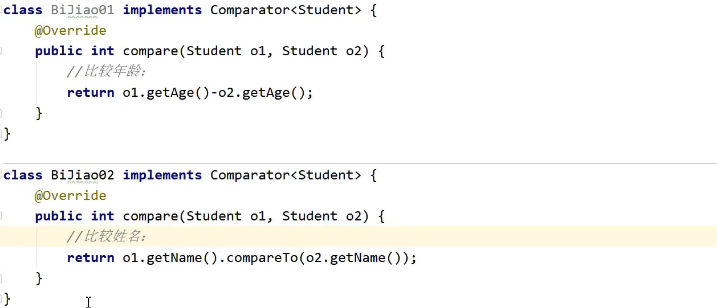 class BiJiao01 implements Comparator<Student> {
@Override
public int compare(Student o1, Student o2) {
//比较年龄：
return o1.getAge()-o2.getAge();
}
}
class BiJiao02 implements Comparator<Student> {
@Override
public int compare(Student o1, Student o2) {
//比较姓名：
return o1.getName().compareTo(o2.getName());
}
}